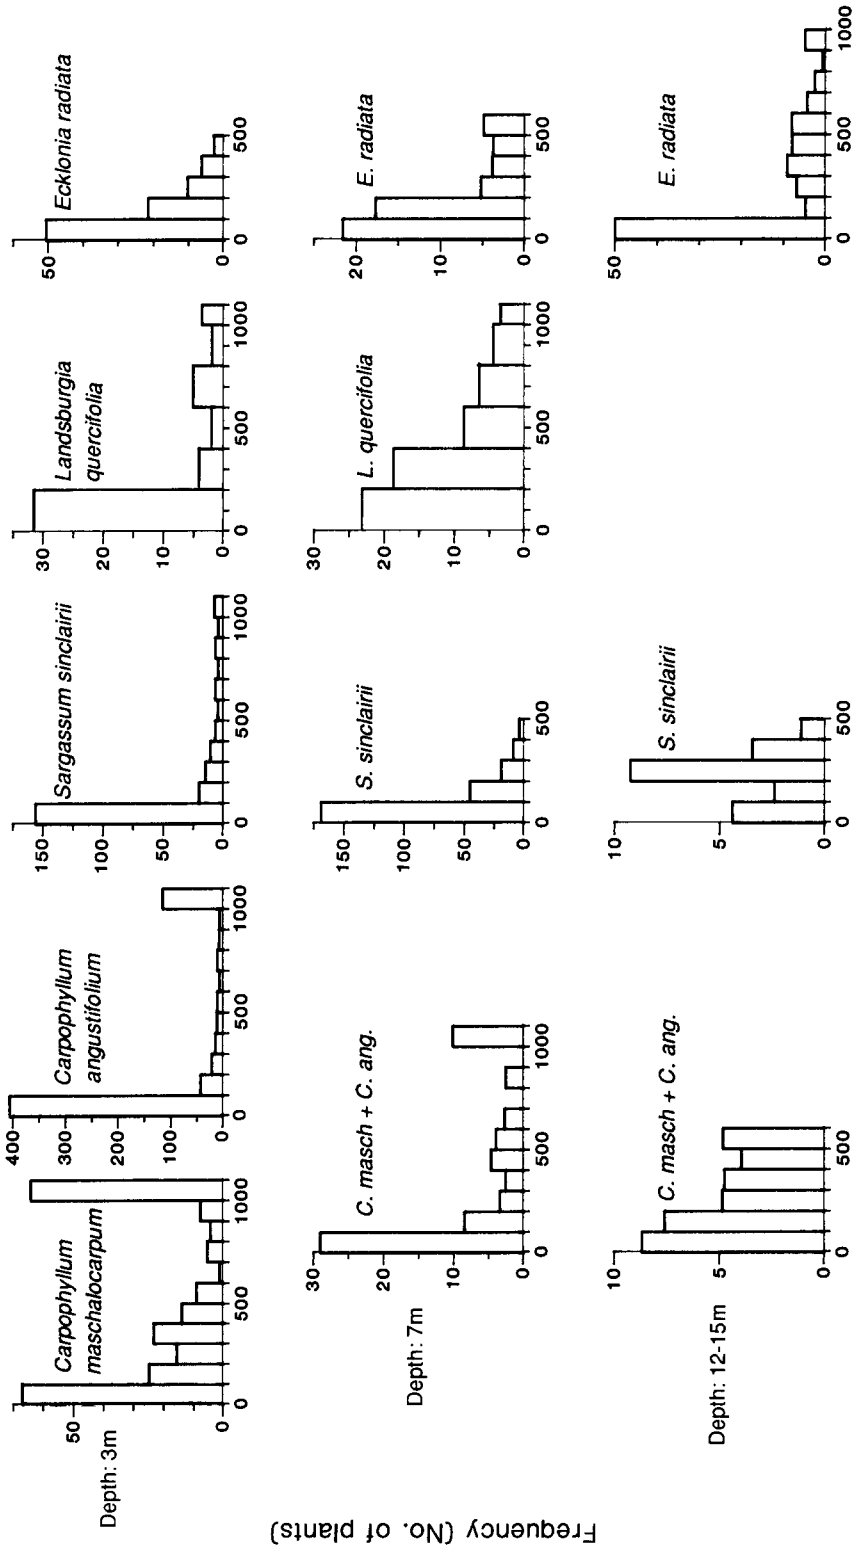 Depth: 3m
Carpophyllum
maschalocarpum
50
0
0 500 1000
Carpophyllum
angustifolium
400
300
200
100
0
0 500 1000
Sargassum sinclairii
150
100
50
0
0 500 1000
Landsburgia
quercifolia
30
20
10
0
0 500 1000
Ecklonia radiata
50
0
0 500
Depth: 7m
C. masch + C. ang.
30
20
10
0
0 500 1000
S. sinclairii
150
100
50
0
0 500
L. quercifolia
30
20
10
0
0 500 1000
E. radiata
20
10
0
0 500
Depth: 12-15m
C. masch + C. ang.
10
5
0
0 500
S. sinclairii
10
5
0
0 500
E. radiata
50
0
0 500 1000
Frequency (No. of plants)